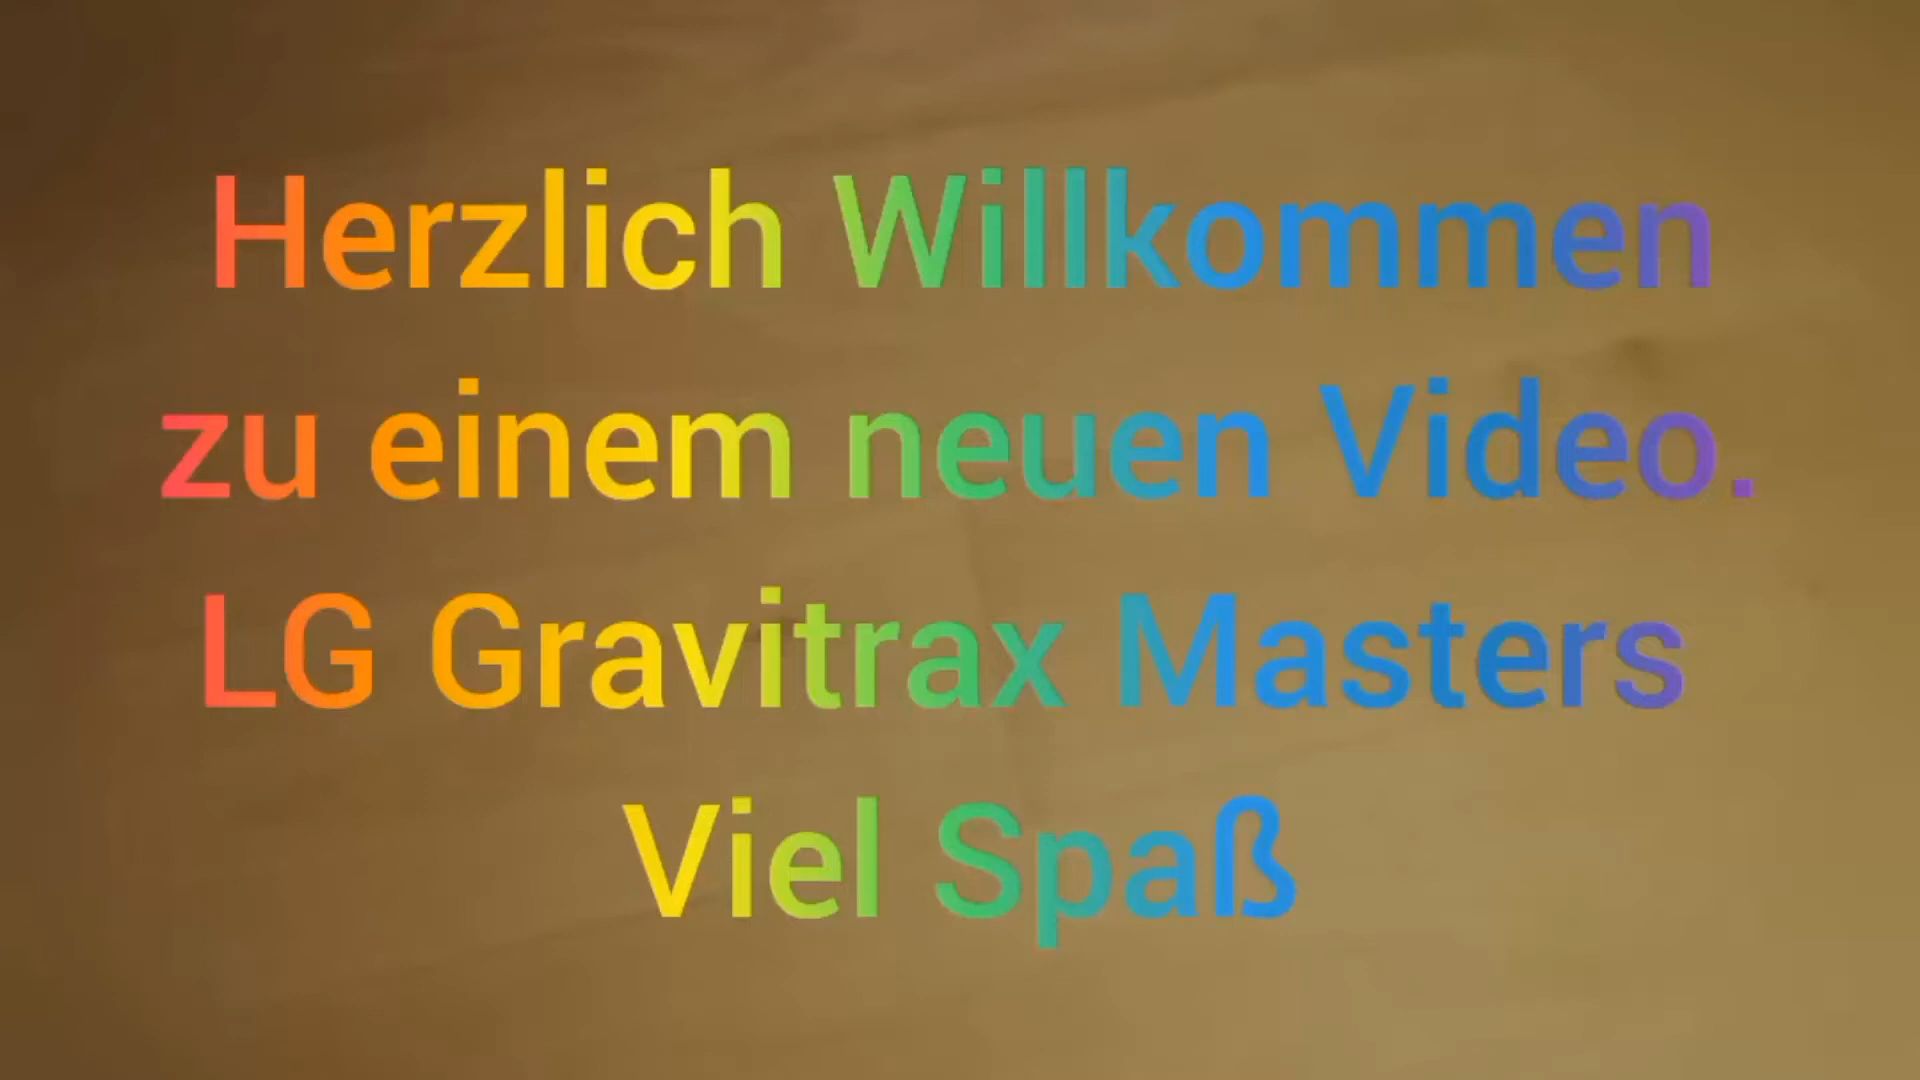 Herzlich Willkommen
zu einem neuen Video.
LG Gravitrax Masters
Viel Spaß